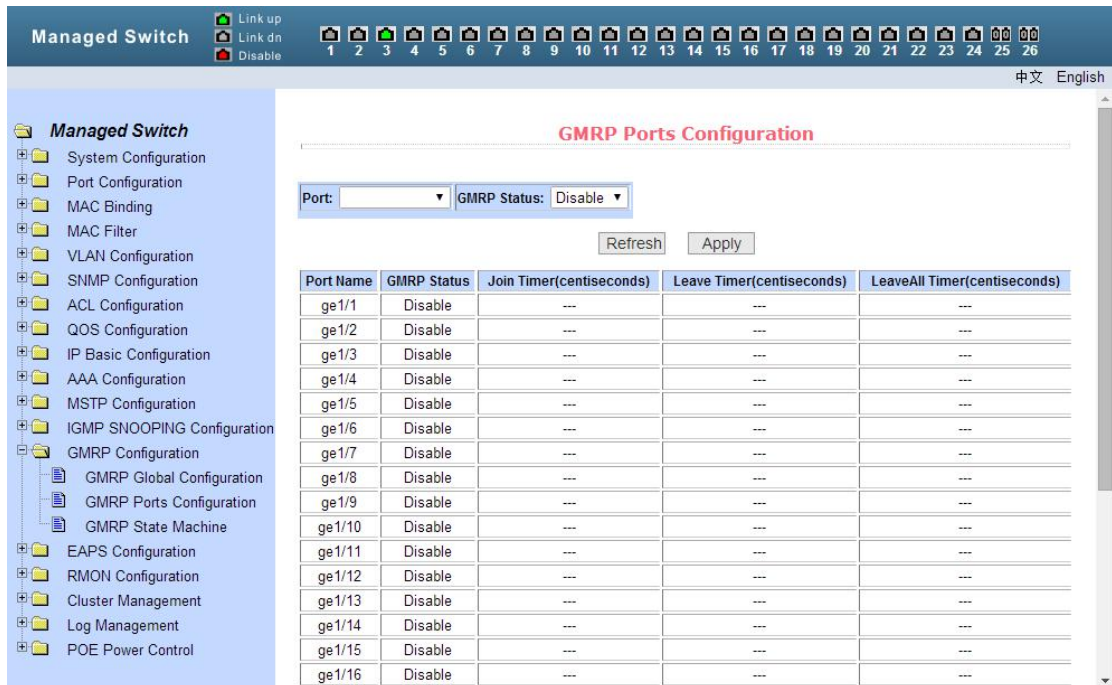 Link up
Managed Switch
Link dn
Disable
1 2 3 4 5 6 7 8 9 10 11 12 13 14 15 16 17 18 19 20 21 22 23 24 25 26
中文 English
Managed Switch
System Configuration
Port Configuration
MAC Binding
MAC Filter
VLAN Configuration
SNMP Configuration
ACL Configuration
QOS Configuration
IP Basic Configuration
AAA Configuration
MSTP Configuration
IGMP SNOOPING Configuration
GMRP Configuration
GMRP Global Configuration
GMRP Ports Configuration
GMRP State Machine
EAPS Configuration
RMON Configuration
Cluster Management
Log Management
POE Power Control
GMRP Ports Configuration
Port: GMRP Status: Disable
Refresh Apply
Port Name GMRP Status Join Timer(centiseconds) Leave Timer(centiseconds) LeaveAll Timer(centiseconds)
ge1/1 Disable --- --- ---
ge1/2 Disable --- --- ---
ge1/3 Disable --- --- ---
ge1/4 Disable --- --- ---
ge1/5 Disable --- --- ---
ge1/6 Disable --- --- ---
ge1/7 Disable --- --- ---
ge1/8 Disable --- --- ---
ge1/9 Disable --- --- ---
ge1/10 Disable --- --- ---
ge1/11 Disable --- --- ---
ge1/12 Disable --- --- ---
ge1/13 Disable --- --- ---
ge1/14 Disable --- --- ---
ge1/15 Disable --- --- ---
ge1/16 Disable --- --- ---